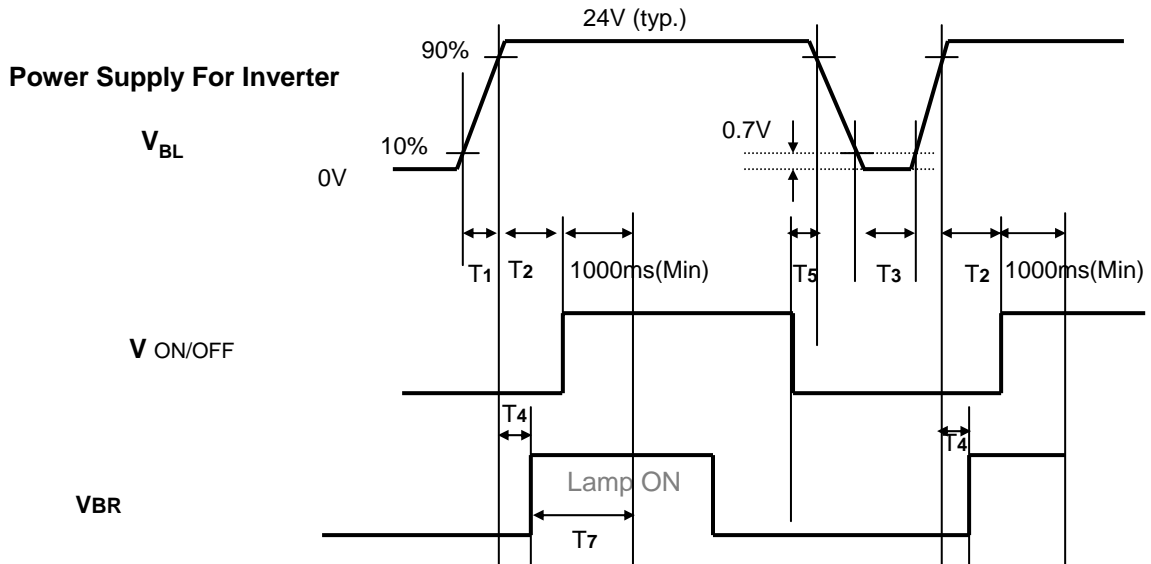 24V (typ.)
90%
Power Supply For Inverter
0.7V
VBL
10%
0V
T1 T2 1000ms(Min) T5 T3 T2 1000ms(Min)
V ON/OFF
T4
T4
Lamp ON
VBR
T7